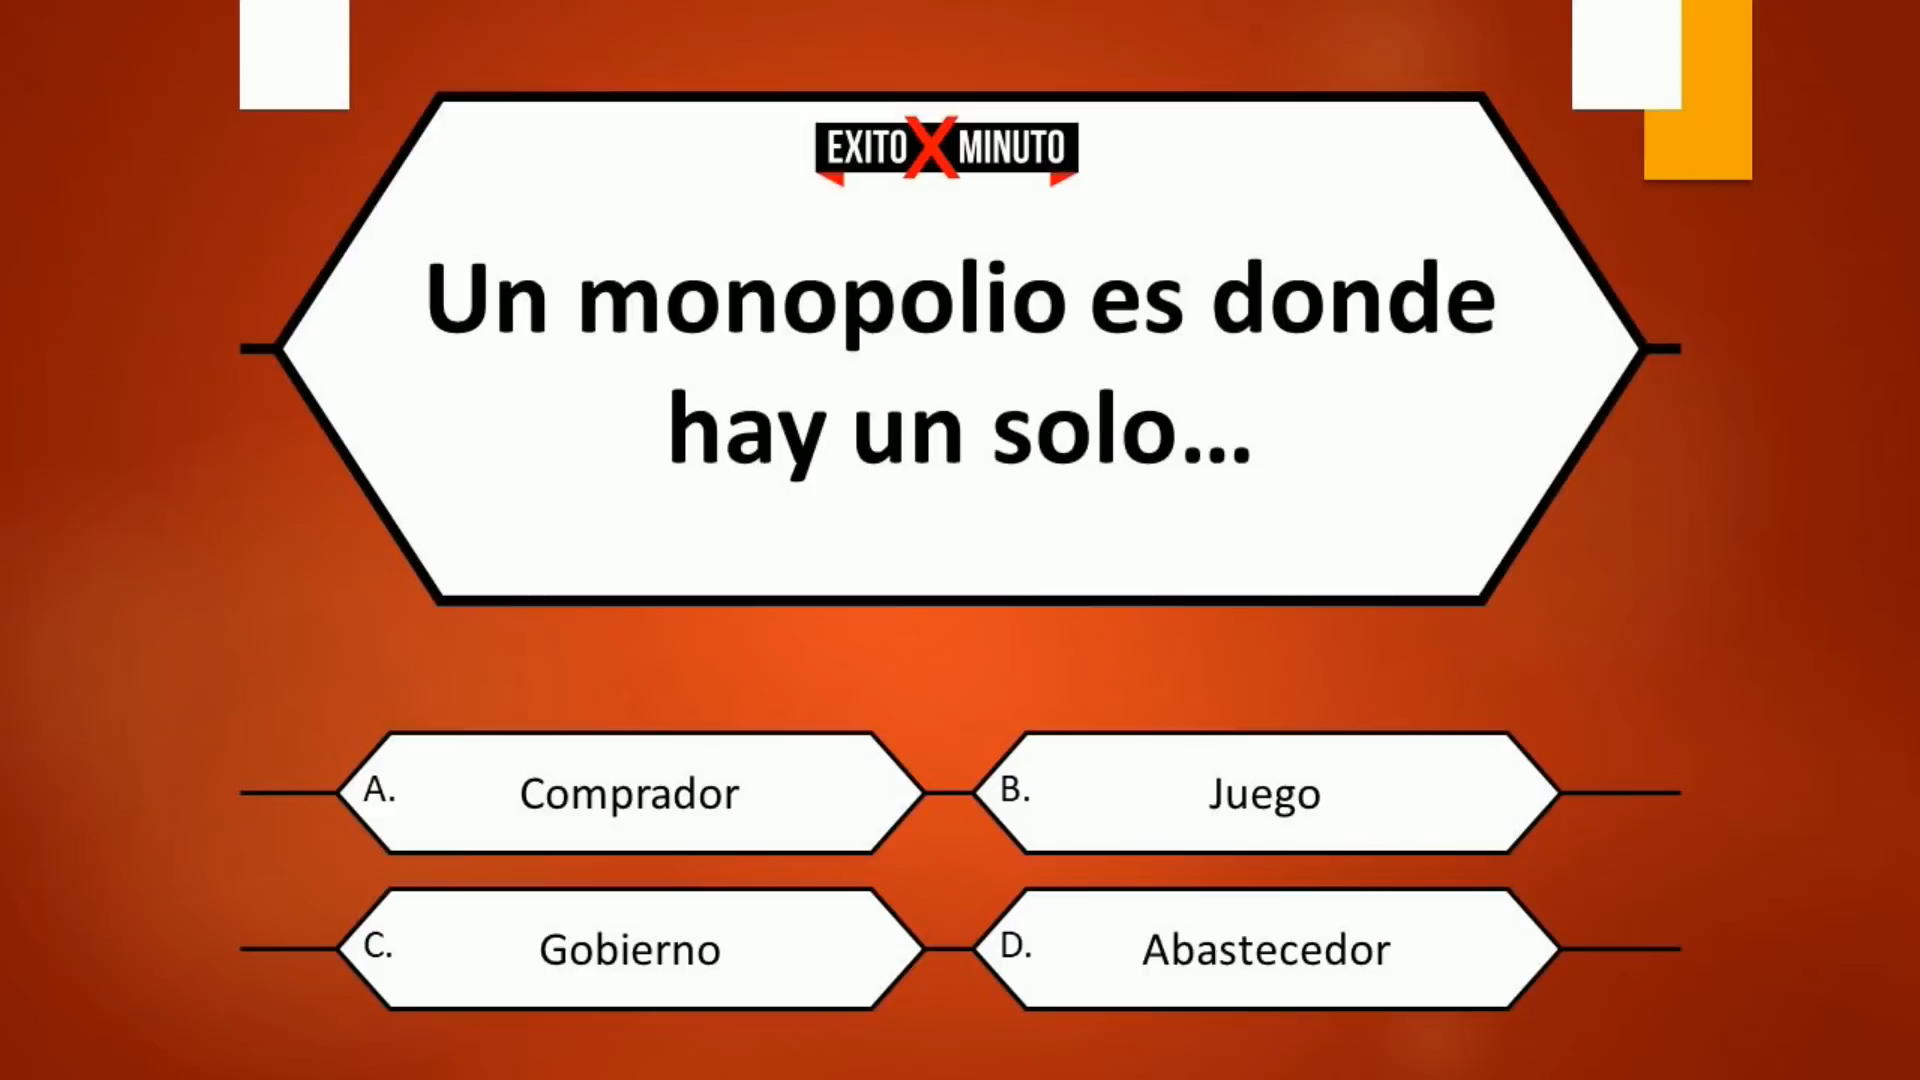 EXITO X MINUTO
Un monopolio es donde
hay un solo...
A. Comprador
B. Juego
C. Gobierno
D. Abastecedor